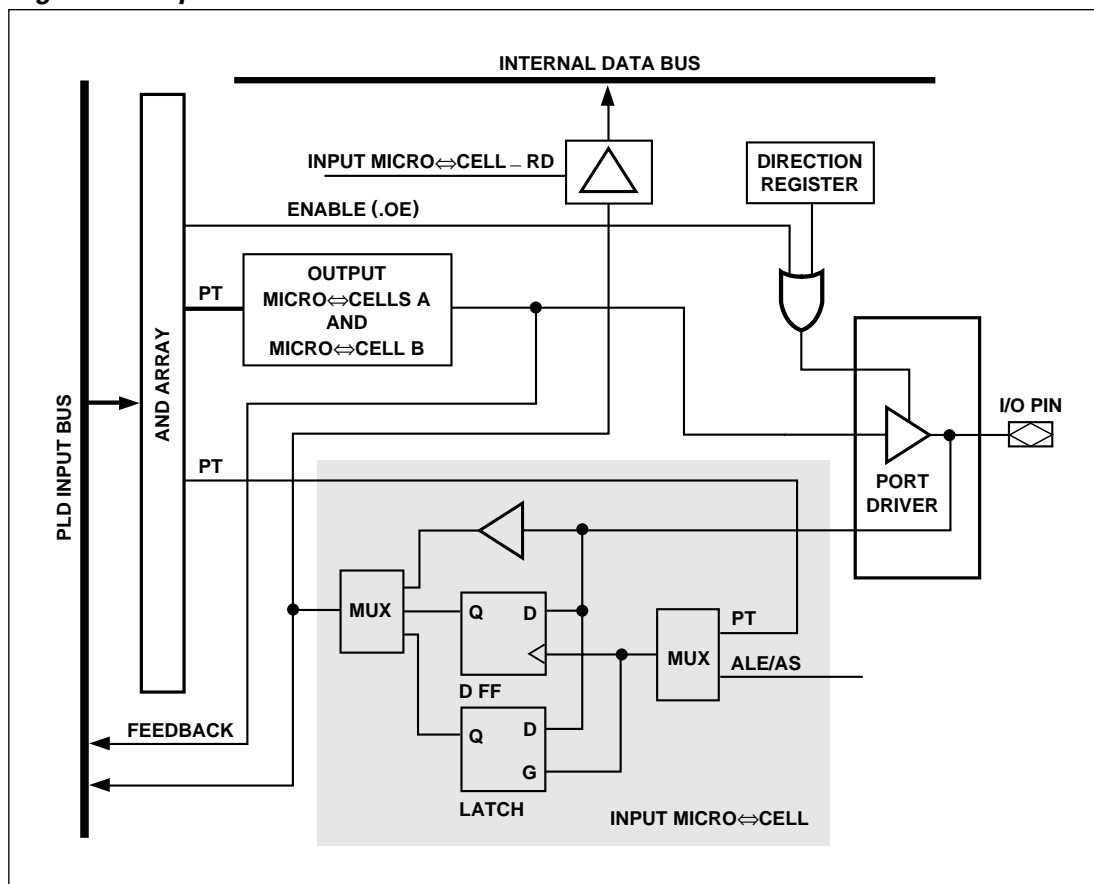 INTERNAL DATA BUS
INPUT MICRO⇔CELL – RD
DIRECTION
REGISTER
ENABLE (.OE)
PT
OUTPUT
MICRO⇔CELLS A
AND
MICRO⇔CELL B
AND ARRAY
PLD INPUT BUS
I/O PIN
PORT
DRIVER
PT
MUX
Q
D
D FF
MUX
PT
ALE/AS
FEEDBACK
Q
D
G
LATCH
INPUT MICRO⇔CELL